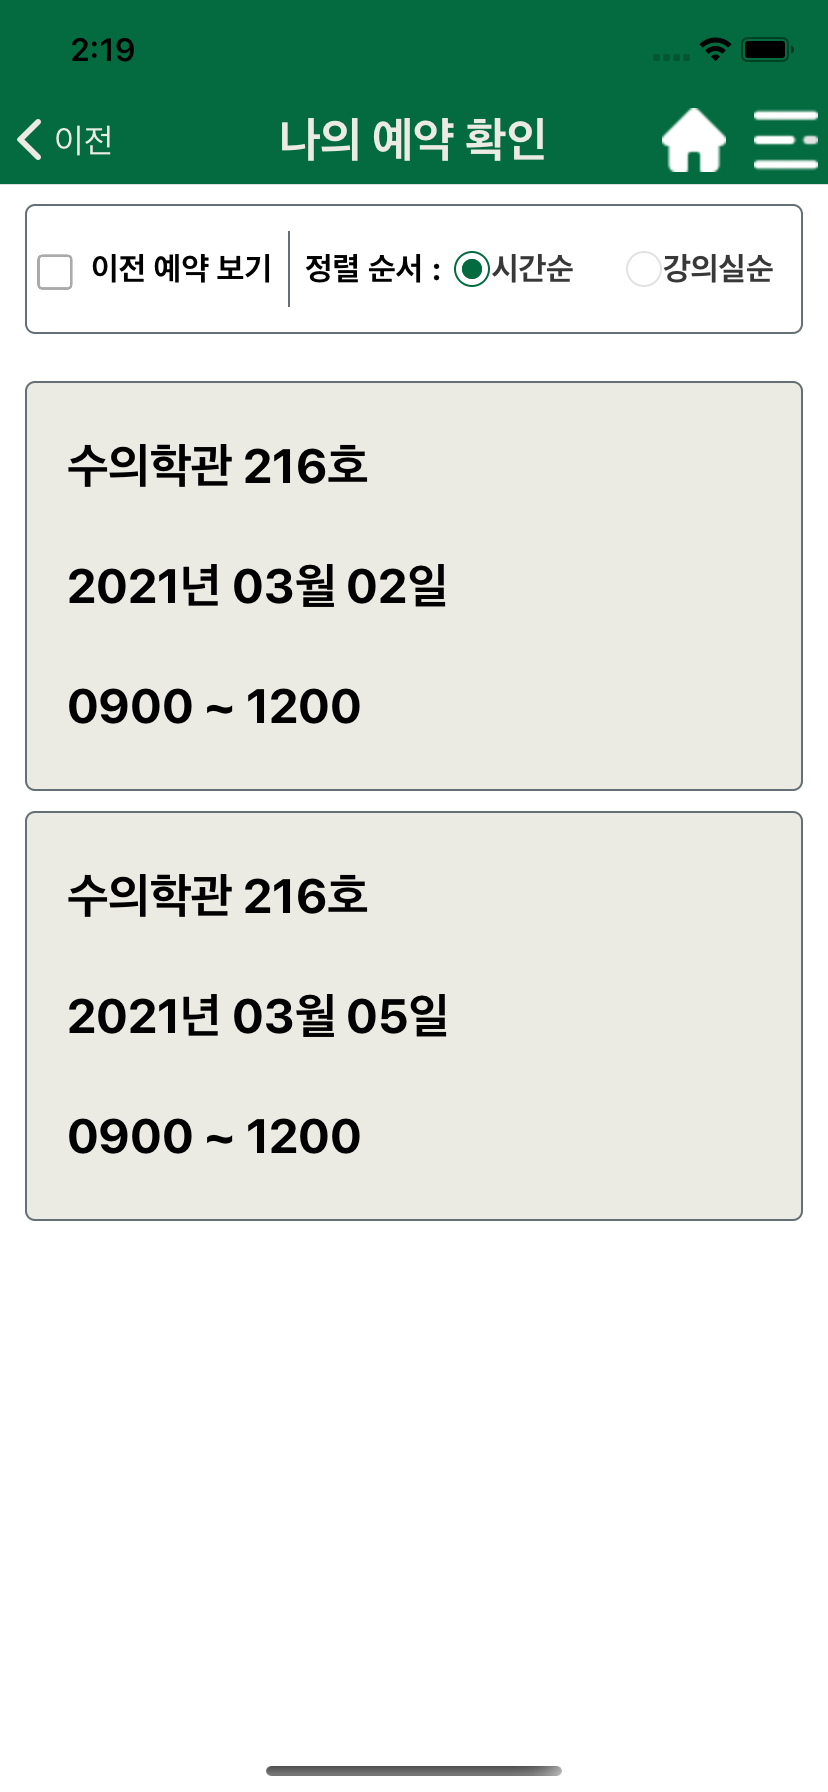 2:19
이전
나의 예약 확인
이전 예약 보기
정렬 순서 : 시간순 강의실순
수의학관 216호
2021년 03월 02일
0900 ~ 1200
수의학관 216호
2021년 03월 05일
0900 ~ 1200